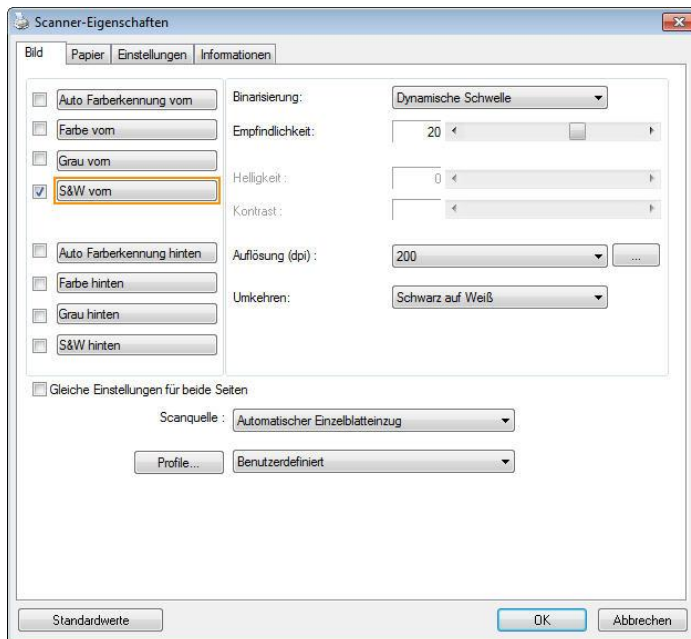 Scanner-Eigenschaften
Bild Papier Einstellungen Informationen
Auto Farberkennung vorn
Farbe vorn
Grau vorn
S&W vorn
Auto Farberkennung hinten
Farbe hinten
Grau hinten
S&W hinten
Binarisierung: Dynamische Schwelle
Empfindlichkeit: 20
Helligkeit : 0
Kontrast :
Auflösung (dpi) : 200 ...
Umkehren: Schwarz auf Weiß
Gleiche Einstellungen für beide Seiten
Scanquelle : Automatischer Einzelblatteinzug
Profile... Benutzerdefiniert
Standardwerte OK Abbrechen